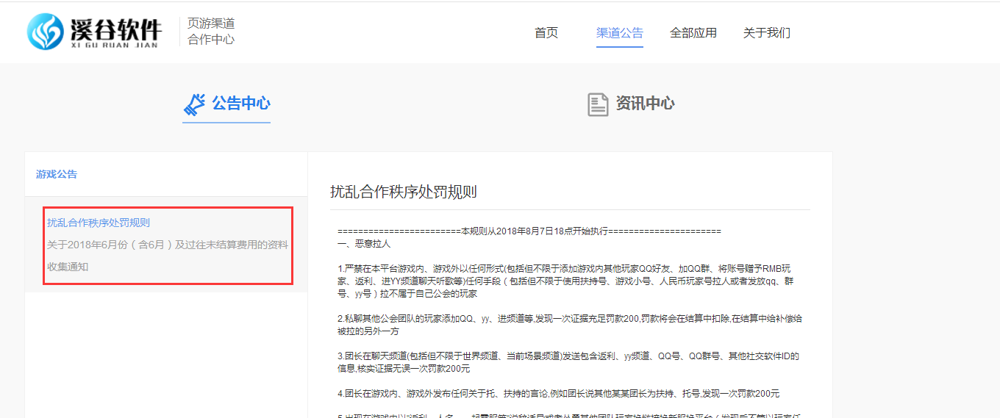 溪谷软件
XI GU RUAN JIAN
页游渠道
合作中心
首页
渠道公告
全部应用
关于我们
公告中心
资讯中心
游戏公告
扰乱合作秩序处罚规则
关于2018年6月份（含6月）及过往未结算费用的资料
收集通知
扰乱合作秩序处罚规则
========================本规则从2018年8月7日18点开始执行======================
一、恶意拉人
1.严禁在本平台游戏内、游戏外以任何形式(包括但不限于添加游戏内其他玩家QQ好友、加QQ群、将账号赠予RMB玩
家、返利、进YY频道聊天听歌等)任何手段（包括但不限于使用扶持号、游戏小号、人民币玩家号拉人或者发放qq、群
号、yy号）拉不属于自己公会的玩家
2.私聊其他公会团队的玩家添加QQ、yy、进频道等,发现一次证据充足罚款200,罚款将会在结算中扣除,在结算中给补偿给
被拉的另外一方
3.团长在聊天频道(包括但不限于世界频道、当前场景频道)发送包含返利、yy频道、QQ号、QQ群号、其他社交软件ID的
信息,核实证据无误一次罚款200元
4.团长在游戏内、游戏外发布任何关于托、扶持的言论,例如团长说其他某某团长为扶持、托号,发现一次罚款200元